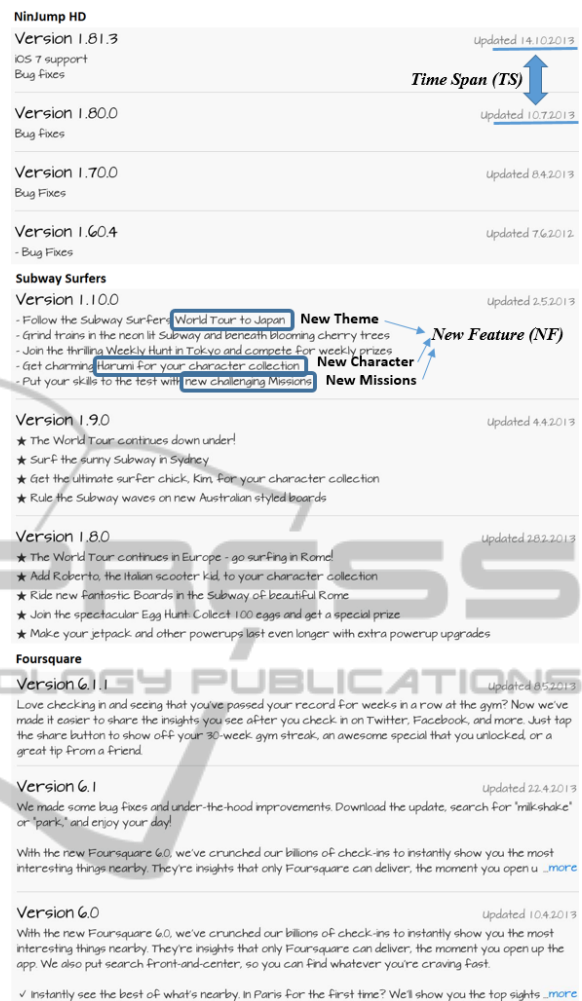 NinJump HD
Version 1.81.3
Updated 14.10.2013
iOS 7 support
Bug fixes
Time Span (TS)
Version 1.80.0
Updated 10.7.2013
Bug fixes
Version 1.70.0
Updated 8.4.2013
Bug Fixes
Version 1.60.4
Updated 7.6.2012
- Bug Fixes
Subway Surfers
Version 1.10.0
Updated 2.5.2013
- Follow the Subway Surfers World Tour to Japan
New Theme
- Grind trains in the neon lit Subway and beneath blooming cherry trees
New Feature (NF)
- Join the thrilling Weekly Hunt in Tokyo and compete for weekly prizes
- Get charming Harumi for your character collection
New Character
- Put your skills to the test with new challenging Missions
New Missions
Version 1.9.0
Updated 4.4.2013
★ The World Tour continues down under!
★ Surf the sunny Subway in Sydney
★ Get the ultimate surfer chick, Kim, for your character collection
★ Rule the Subway waves on new Australian styled boards
Version 1.8.0
Updated 28.2.2013
★ The World Tour continues in Europe - go surfing in Rome!
★ Add Roberto, the Italian scooter kid, to your character collection
★ Ride new fantastic Boards in the Subway of beautiful Rome
★ Join the spectacular Egg Hunt: Collect 100 eggs and get a special prize
★ Make your jetpack and other powerups last even longer with extra powerup upgrades
Foursquare
Version 6.1.1
Updated 8.5.2013
Love checking in and seeing that you've passed your record for weeks in a row at the gym? Now we've
made it easier to share the insights you see after you check in on Twitter, Facebook, and more. Just tap
the share button to show off your 30-week gym streak, an awesome special that you unlocked, or a
great tip from a friend.
Version 6.1
Updated 22.4.2013
We made some bug fixes and under-the-hood improvements. Download the update, search for "milkshake"
or "park," and enjoy your day!
With the new Foursquare 6.0, we've crunched our billions of check-ins to instantly show you the most
interesting things nearby. They're insights that only Foursquare can deliver, the moment you open u ...more
Version 6.0
Updated 10.4.2013
With the new Foursquare 6.0, we've crunched our billions of check-ins to instantly show you the most
interesting things nearby. They're insights that only Foursquare can deliver, the moment you open up the
app. We also put search front-and-center, so you can find whatever you're craving fast.
✓ Instantly see the best of what's nearby. In Paris for the first time? We'll show you the top sights ...more
PRESS
OLOGY PUBLICATIONS